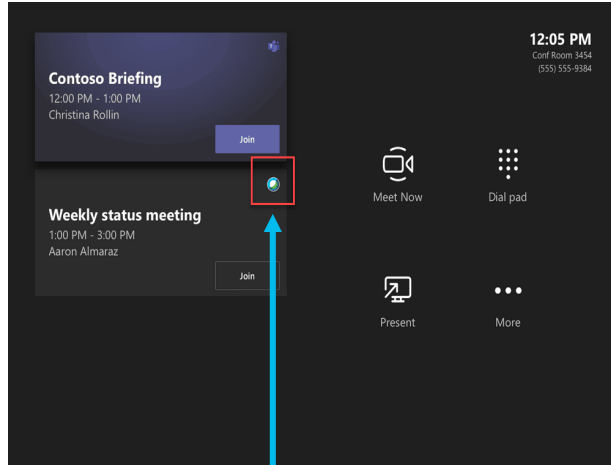 Contoso Briefing
12:00 PM - 1:00 PM
Christina Rollin
Join
Weekly status meeting
1:00 PM - 3:00 PM
Aaron Almaraz
Join
12:05 PM
Conf Room 3454
(555) 555-9384
Meet Now
Dial pad
Present
More